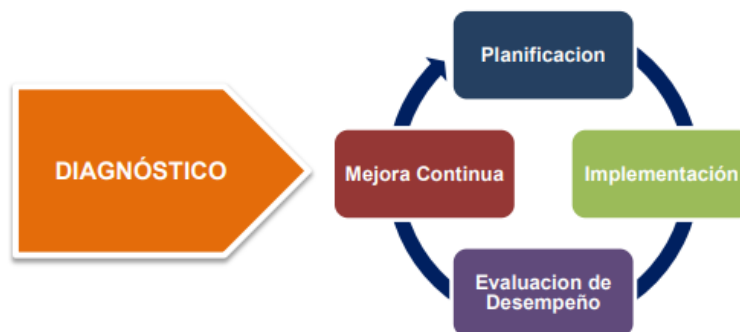 Planificacion
DIAGNÓSTICO
Mejora Continua
Implementación
Evaluacion de
Desempeño